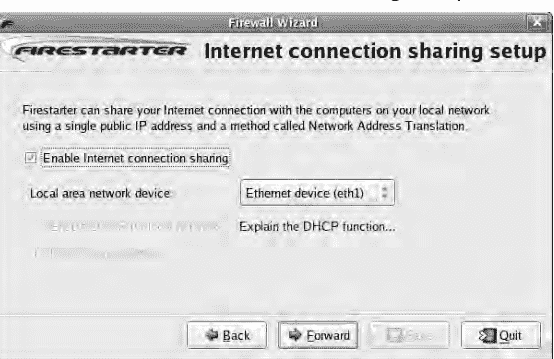 Firewall Wizard
FIRESTARTER Internet connection sharing setup
Firestarter can share your Internet connection with the computers on your local network
using a single public IP address and a method called Network Address Translation.
Enable Internet connection sharing
Local area network device: Ethernet device (eth1)
Explain the DHCP function...
Back Forward Save Quit